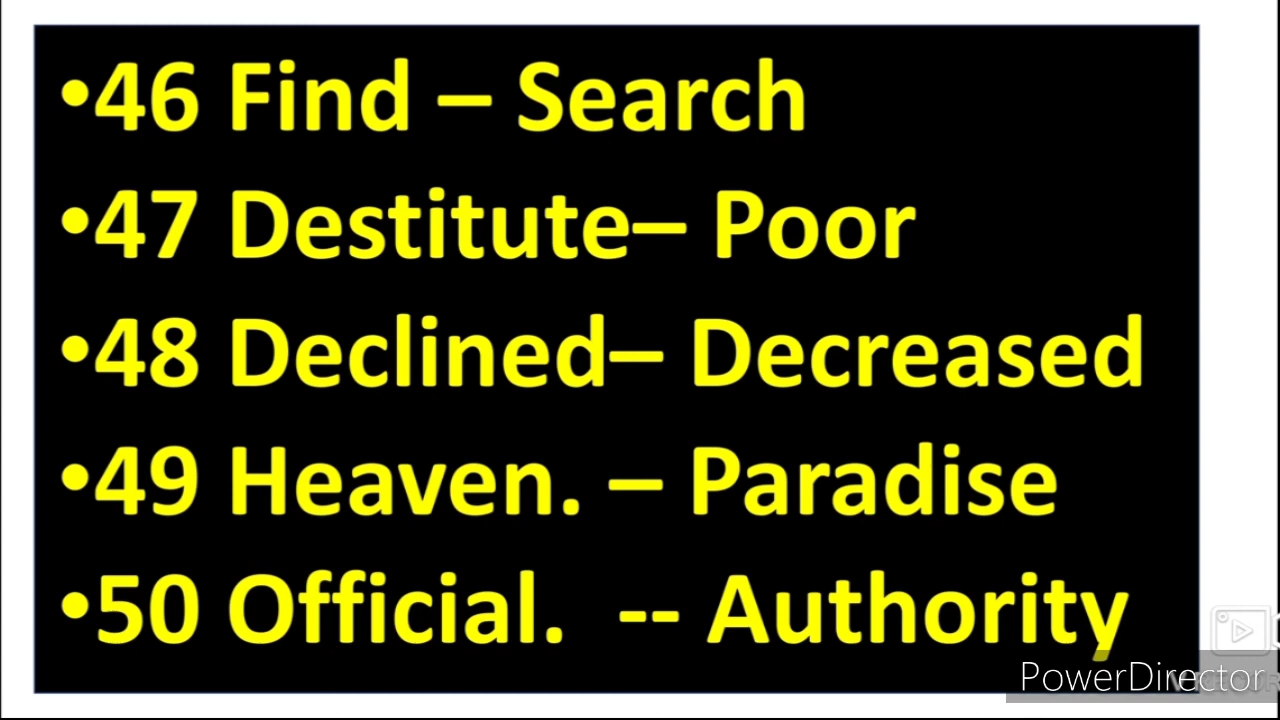 •46 Find – Search
•47 Destitute– Poor
•48 Declined– Decreased
•49 Heaven. – Paradise
•50 Official.  -- Authority
PowerDirector